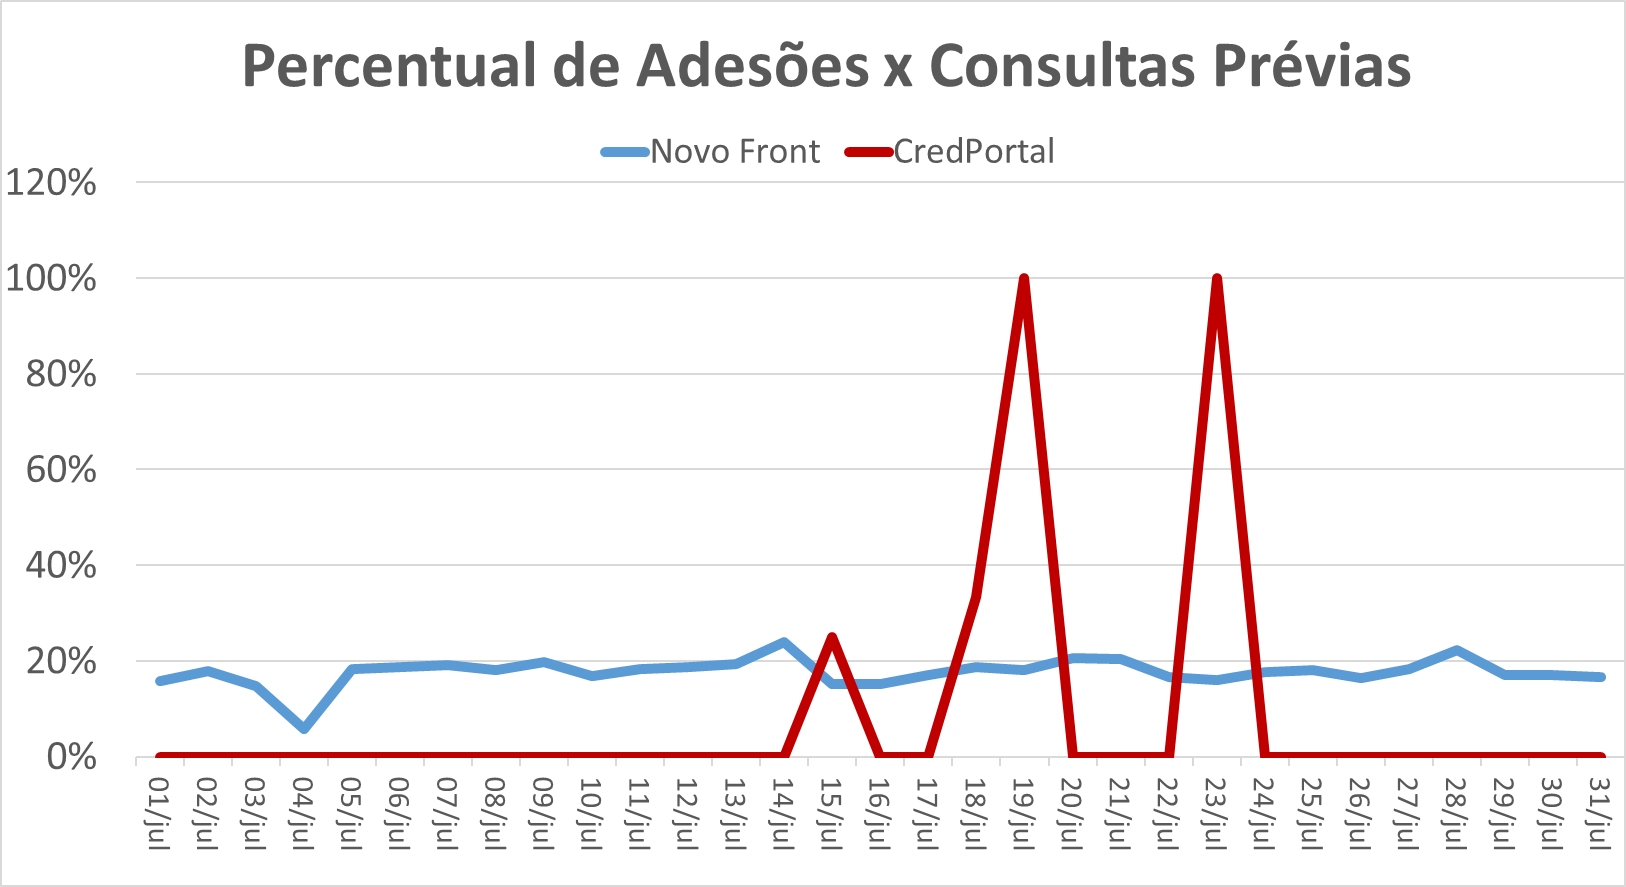 Percentual de Adesões x Consultas Prévias
Novo Front CredPortal
120%
100%
80%
60%
40%
20%
0%
01/jul
02/jul
03/jul
04/jul
05/jul
06/jul
07/jul
08/jul
09/jul
10/jul
11/jul
12/jul
13/jul
14/jul
15/jul
16/jul
17/jul
18/jul
19/jul
20/jul
21/jul
22/jul
23/jul
24/jul
25/jul
26/jul
27/jul
28/jul
29/jul
30/jul
31/jul